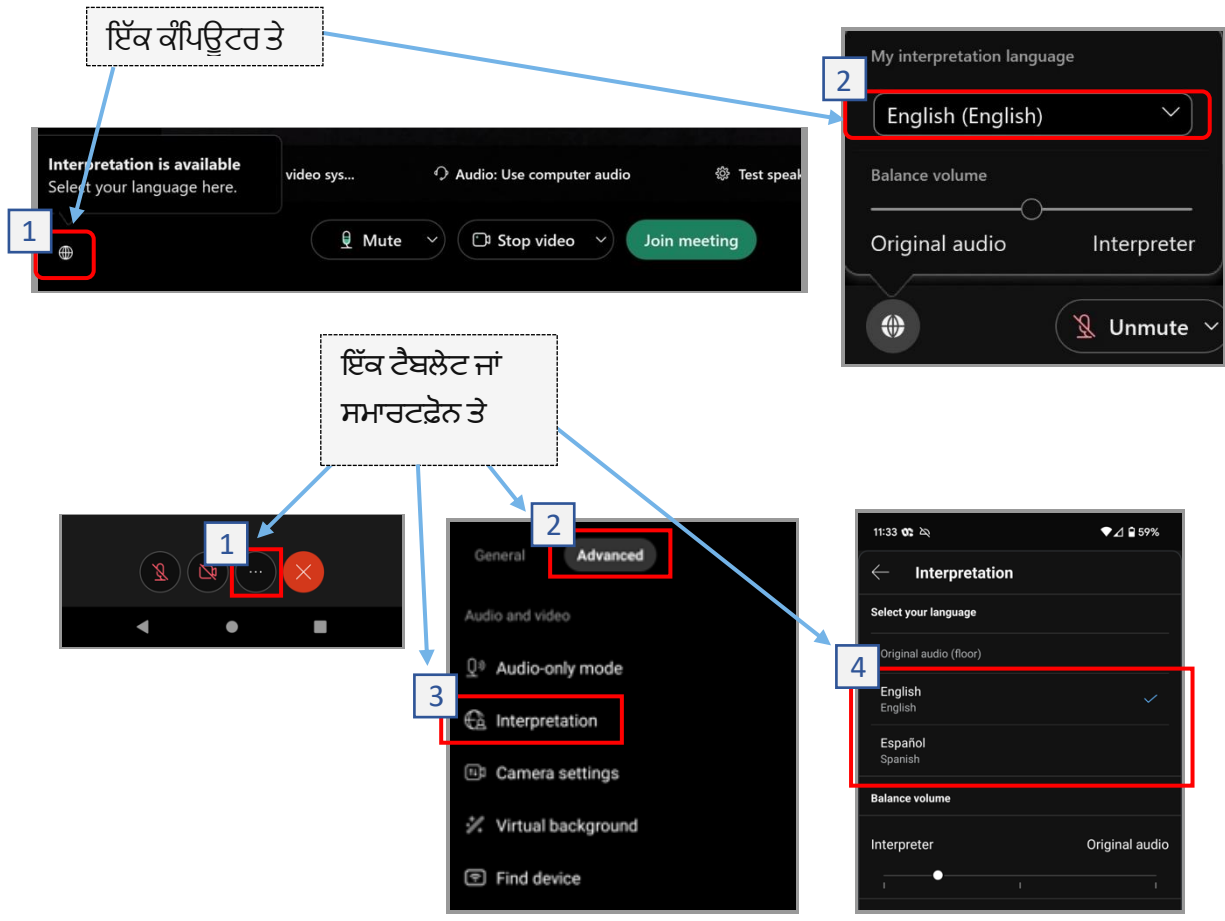 ਇੱਕ ਕੰਪਿਊਟਰ ਤੇ
Interpretation is available
Select your language here.
video sys...
Audio: Use computer audio
Test speak
1
Mute
Stop video
Join meeting
My interpretation language
2
English (English)
Balance volume
Original audio
Interpreter
Unmute
ਇੱਕ ਟੈਬਲੇਟ ਜਾਂ
ਸਮਾਰਟਫ਼ੋਨ ਤੇ
1
2
General
Advanced
Audio and video
Audio-only mode
3
Interpretation
Camera settings
Virtual background
Find device
11:33
59%
Interpretation
Select your language
Original audio (floor)
4
English
English
Español
Spanish
Balance volume
Interpreter
Original audio